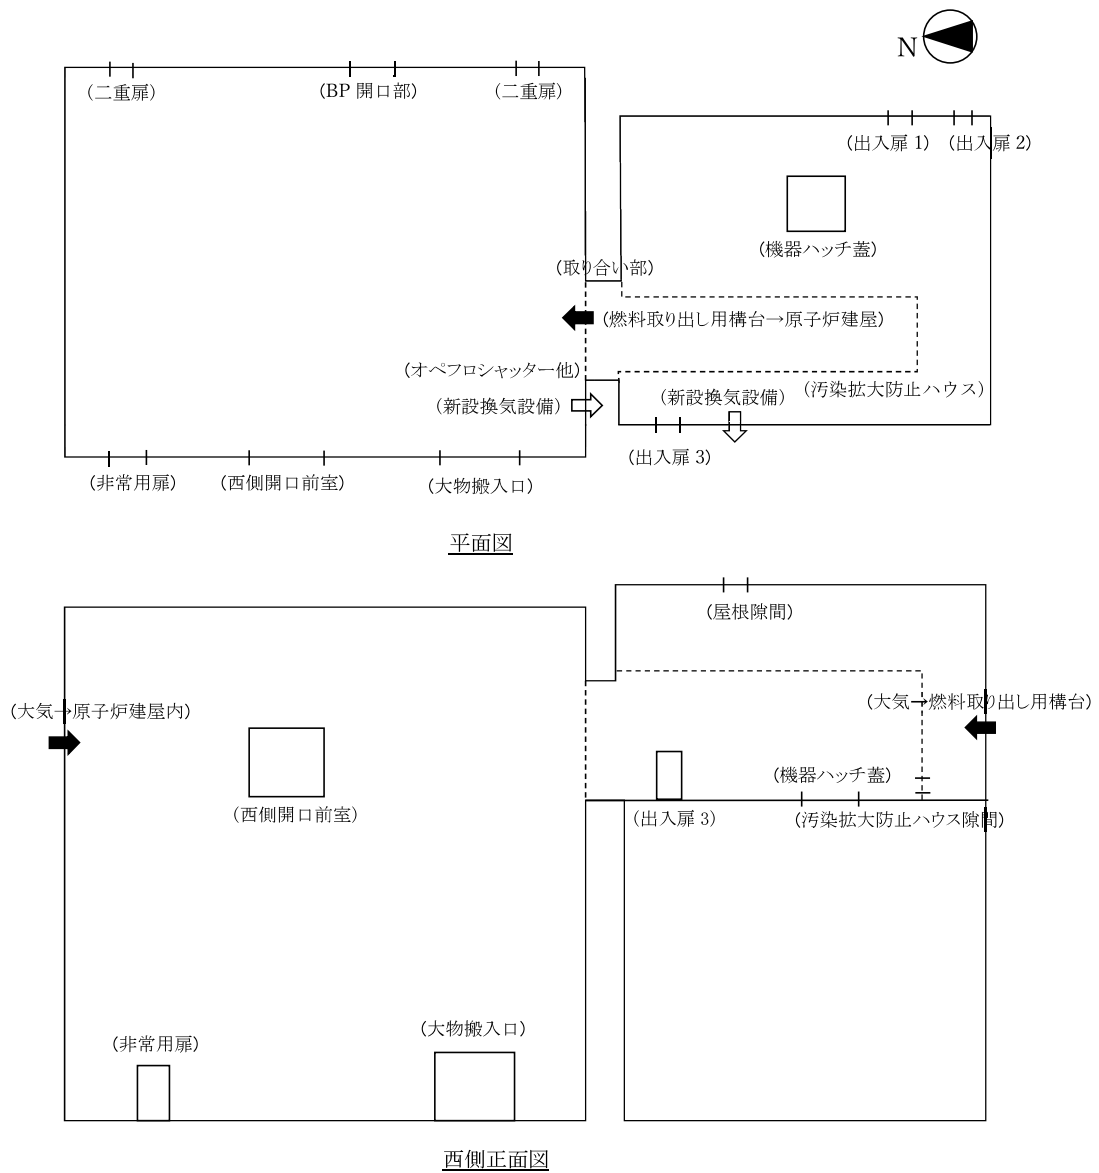 N
(二重扉)
(BP 開口部)
(二重扉)
(出入扉 1)
(出入扉 2)
(機器ハッチ蓋)
(取り合い部)
(燃料取り出し用構台→原子炉建屋)
(オペフロシャッター他)
(汚染拡大防止ハウス)
(新設換気設備)
(新設換気設備)
(出入扉 3)
(非常用扉)
(西側開口前室)
(大物搬入口)
平面図
(屋根隙間)
(大気→原子炉建屋内)
(大気→燃料取り出し用構台)
(機器ハッチ蓋)
(西側開口前室)
(出入扉 3)
(汚染拡大防止ハウス隙間)
(大物搬入口)
(非常用扉)
西側正面図